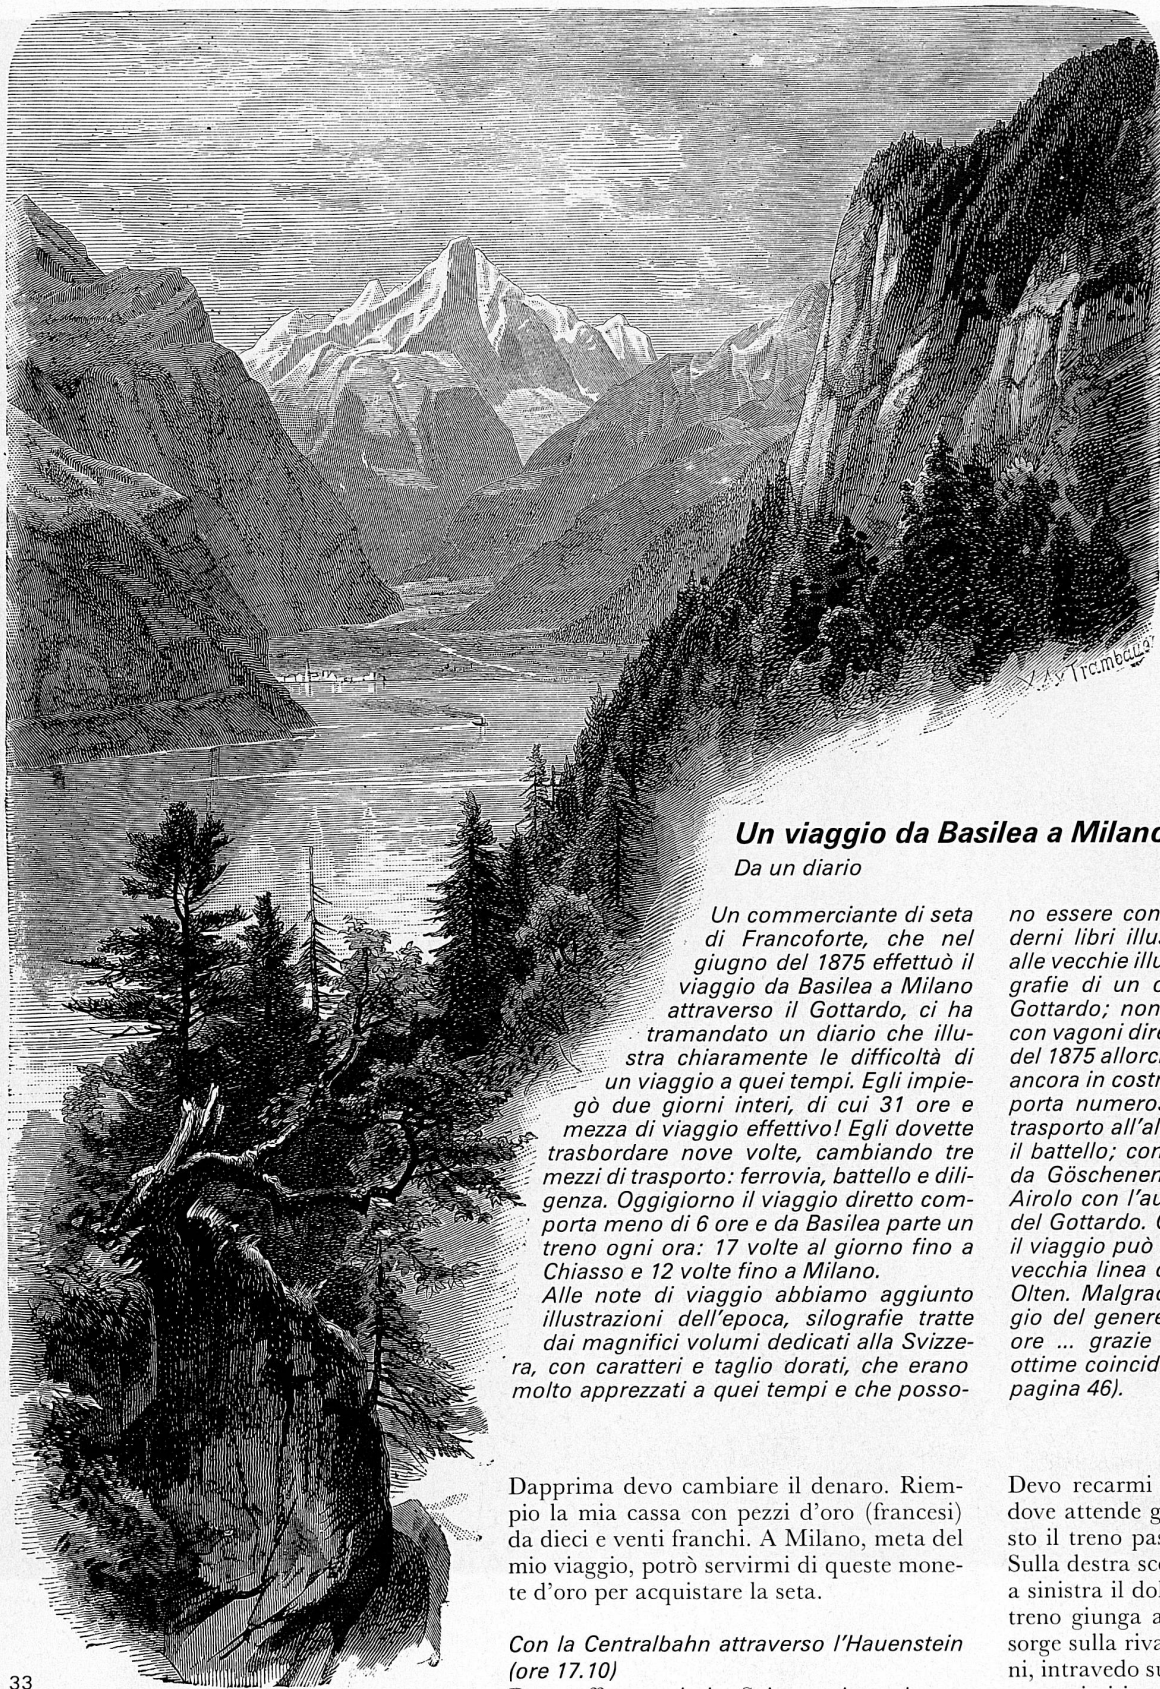 Un viaggio da Basilea a Milano
Da un diario
Un commerciante di seta
di Francoforte, che nel
giugno del 1875 effettuò il
viaggio da Basilea a Milano
attraverso il Gottardo, ci ha
tramandato un diario che illu-
stra chiaramente le difficoltà di
un viaggio a quei tempi. Egli impie-
gò due giorni interi, di cui 31 ore e
mezza di viaggio effettivo! Egli dovette
trasbordare nove volte, cambiando tre
mezzi di trasporto: ferrovia, battello e dili-
genza. Oggigiorno il viaggio diretto com-
porta meno di 6 ore e da Basilea parte un
treno ogni ora: 17 volte al giorno fino a
Chiasso e 12 volte fino a Milano.
Alle note di viaggio abbiamo aggiunto
illustrazioni dell'epoca, silografie tratte
dai magnifici volumi dedicati alla Svizze-
ra, con caratteri e taglio dorati, che erano
molto apprezzati a quei tempi e che posso-
no essere con
derni libri illus
alle vecchie illu
grafie di un
Gottardo; non
con vagoni dire
del 1875 allorc
ancora in costr
porta numeros
trasporto all'al
il battello; con
da Göschenen
Airolo con l'au
del Gottardo.
il viaggio può
vecchia linea
Olten. Malgrad
gio del genere
ore ... grazie
ottime coincid
pagina 46).
Dapprima devo cambiare il denaro. Riem-
pio la mia cassa con pezzi d'oro (francesi)
da dieci e venti franchi. A Milano, meta del
mio viaggio, potrò servirmi di queste mone-
te d'oro per acquistare la seta.
Con la Centralbahn attraverso l'Hauenstein
(ore 17.10)
Devo recarmi
dove attende g
sto il treno pas
Sulla destra sco
a sinistra il dol
treno giunga a
sorge sulla riva
ni, intravedo su
33